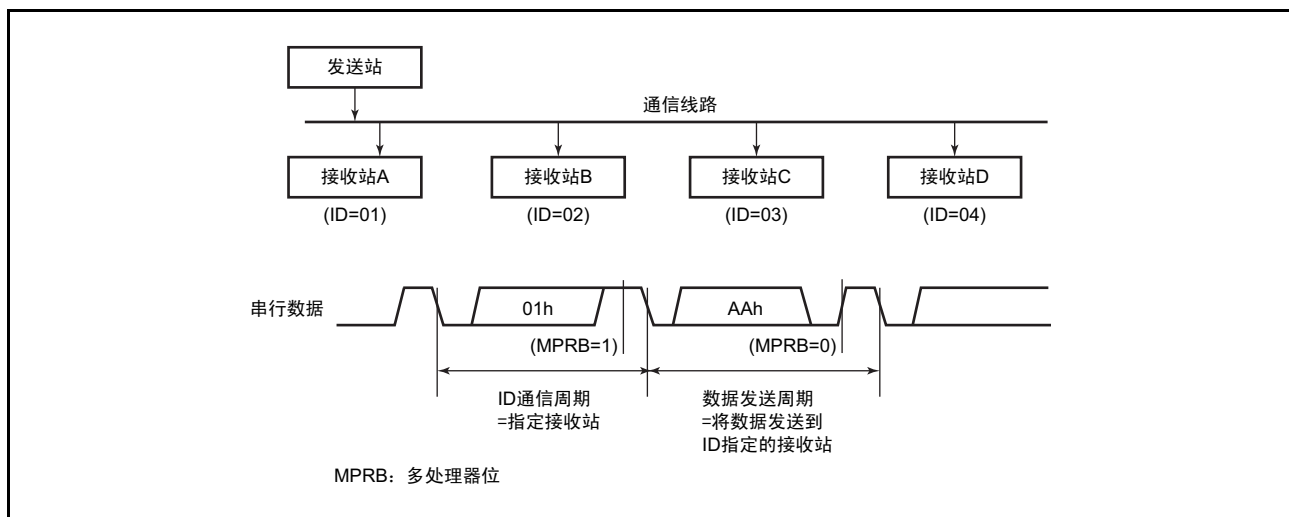 发送站
通信线路
接收站A
接收站B
接收站C
接收站D
(ID=01)
(ID=02)
(ID=03)
(ID=04)
串行数据
01h
AAh
(MPRB=1)
(MPRB=0)
ID通信周期
=指定接收站
数据发送周期
=将数据发送到
ID指定的接收站
MPRB：多处理器位